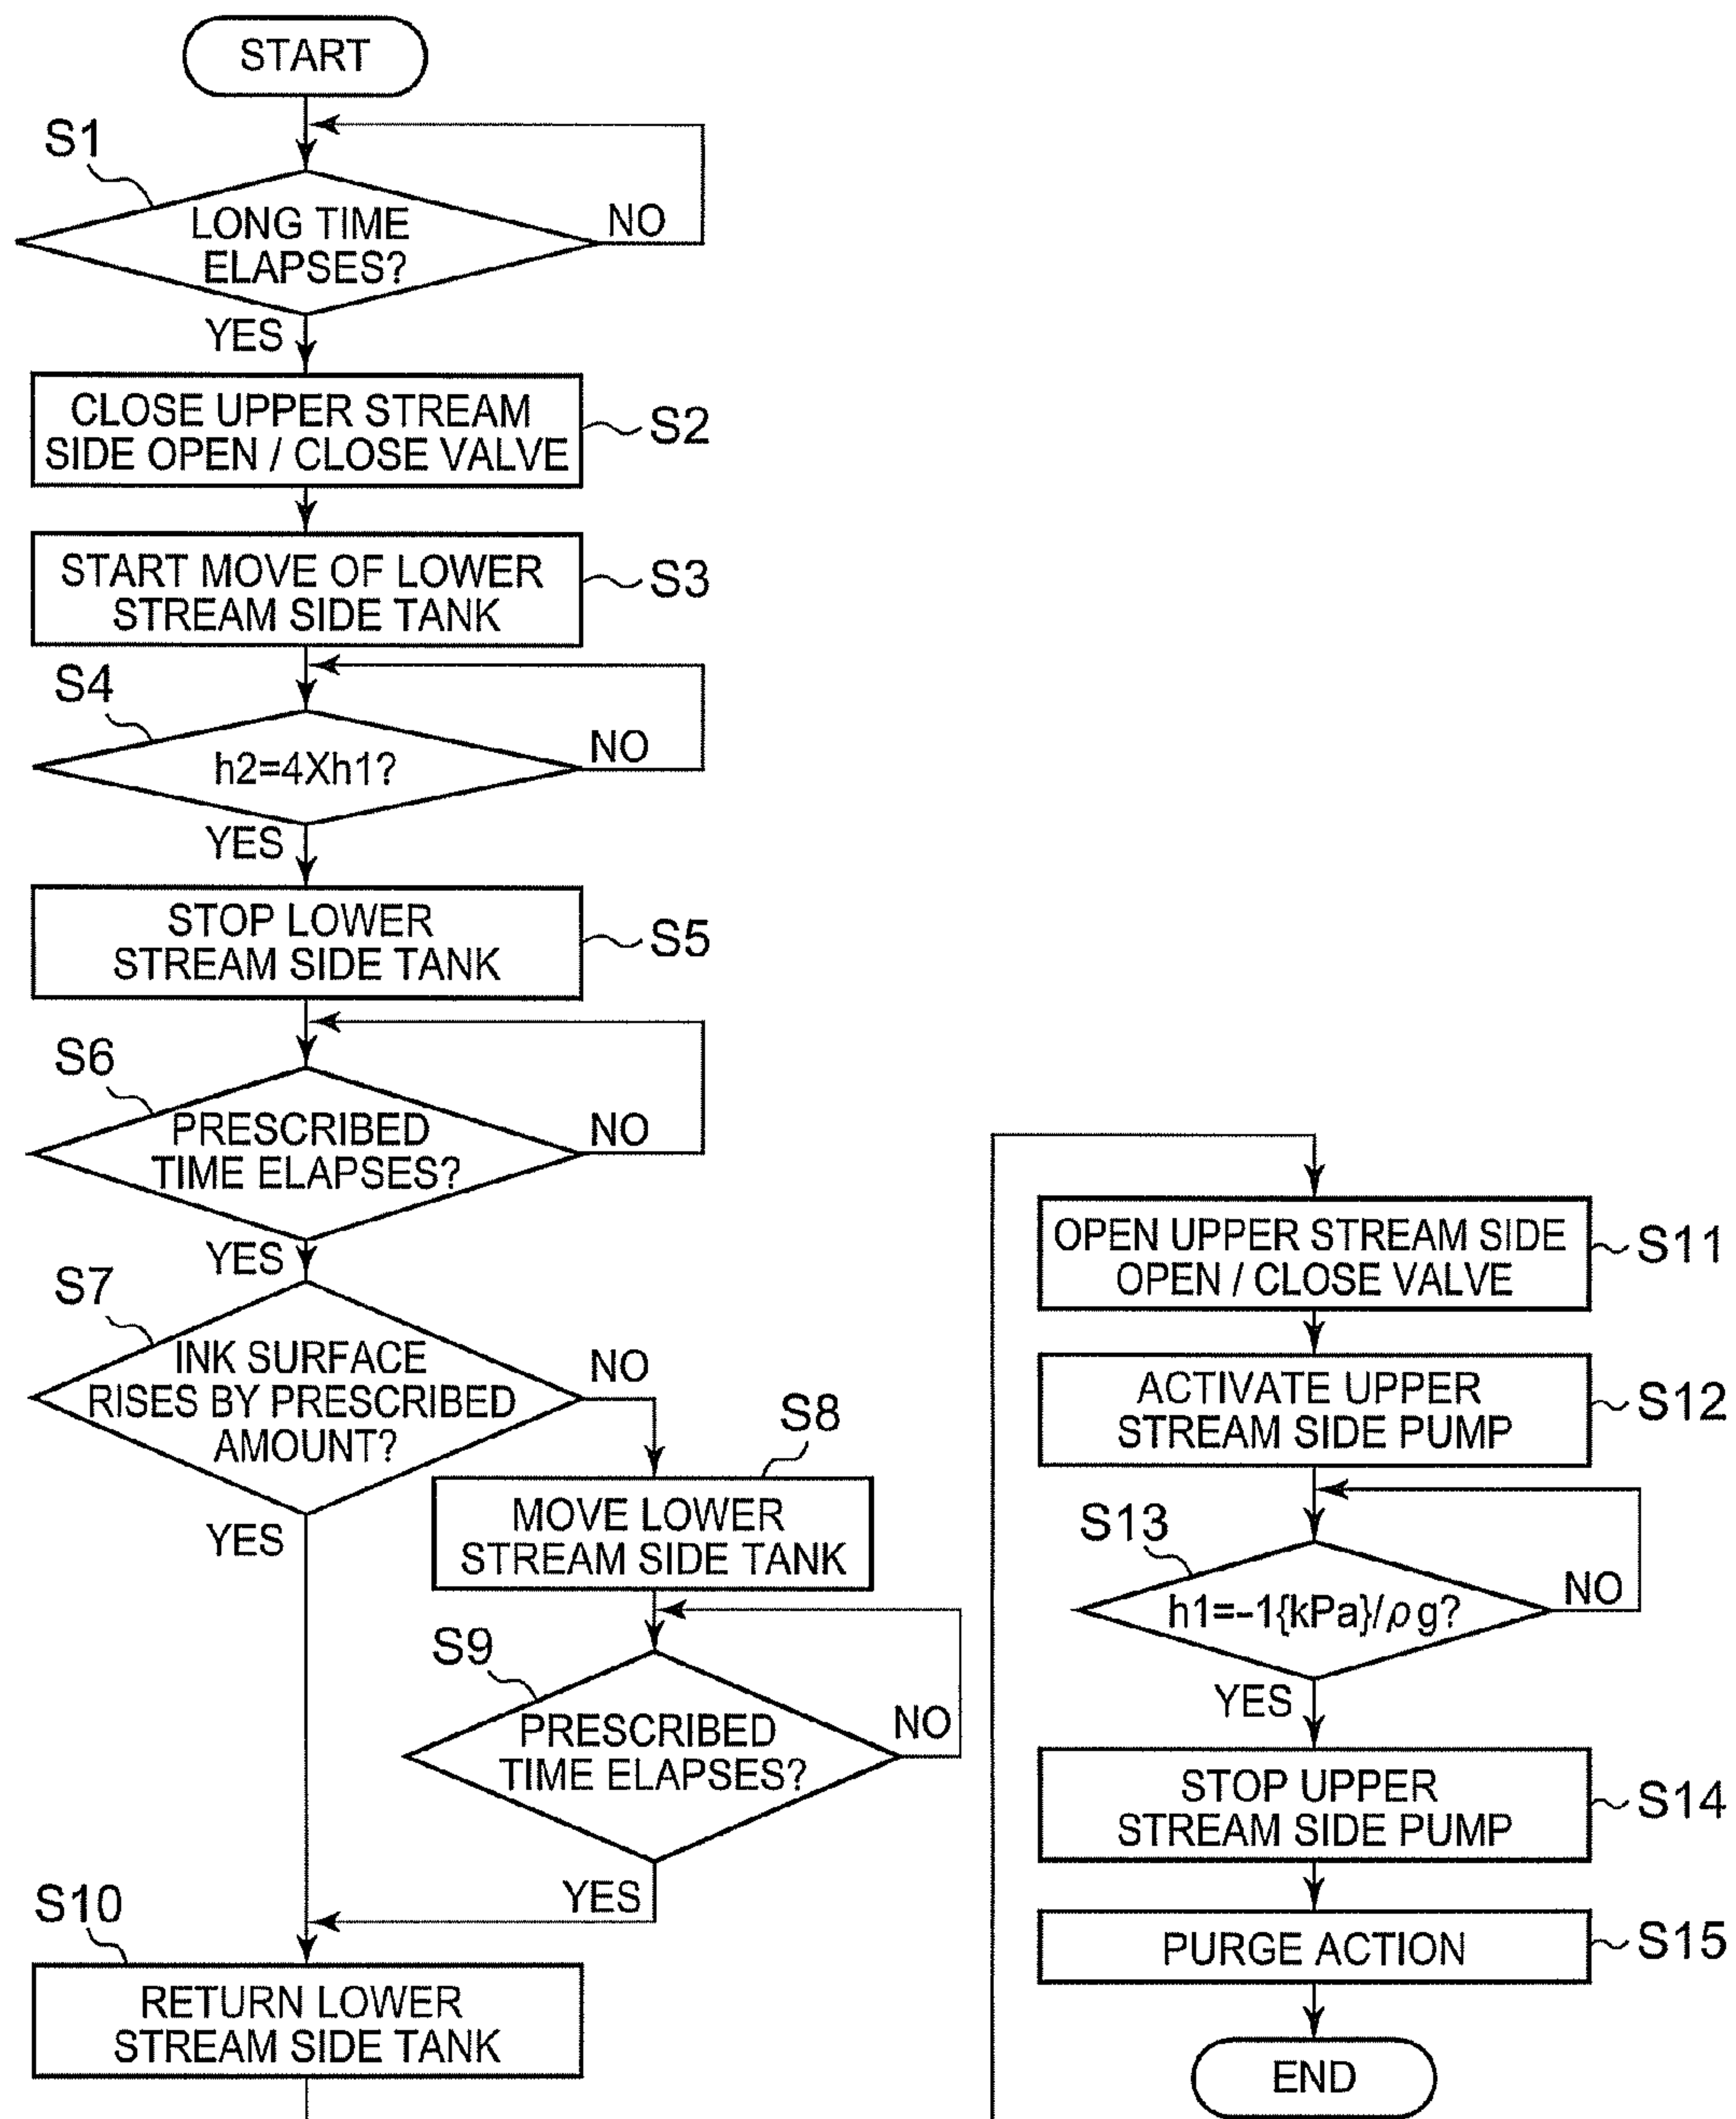 START
S1
LONG TIME
ELAPSES?
NO
YES
CLOSE UPPER STREAM
SIDE OPEN / CLOSE VALVE
S2
START MOVE OF LOWER
STREAM SIDE TANK
S3
S4
h2=4Xh1?
NO
YES
STOP LOWER
STREAM SIDE TANK
S5
S6
PRESCRIBED
TIME ELAPSES?
NO
YES
S7
INK SURFACE
RISES BY PRESCRIBED
AMOUNT?
NO
YES
S8
MOVE LOWER
STREAM SIDE TANK
S9
PRESCRIBED
TIME ELAPSES?
NO
YES
S10
RETURN LOWER
STREAM SIDE TANK
OPEN UPPER STREAM SIDE
OPEN / CLOSE VALVE
S11
ACTIVATE UPPER
STREAM SIDE PUMP
S12
S13
h1=-1{kPa}/ρg?
NO
YES
STOP UPPER
STREAM SIDE PUMP
S14
PURGE ACTION
S15
END